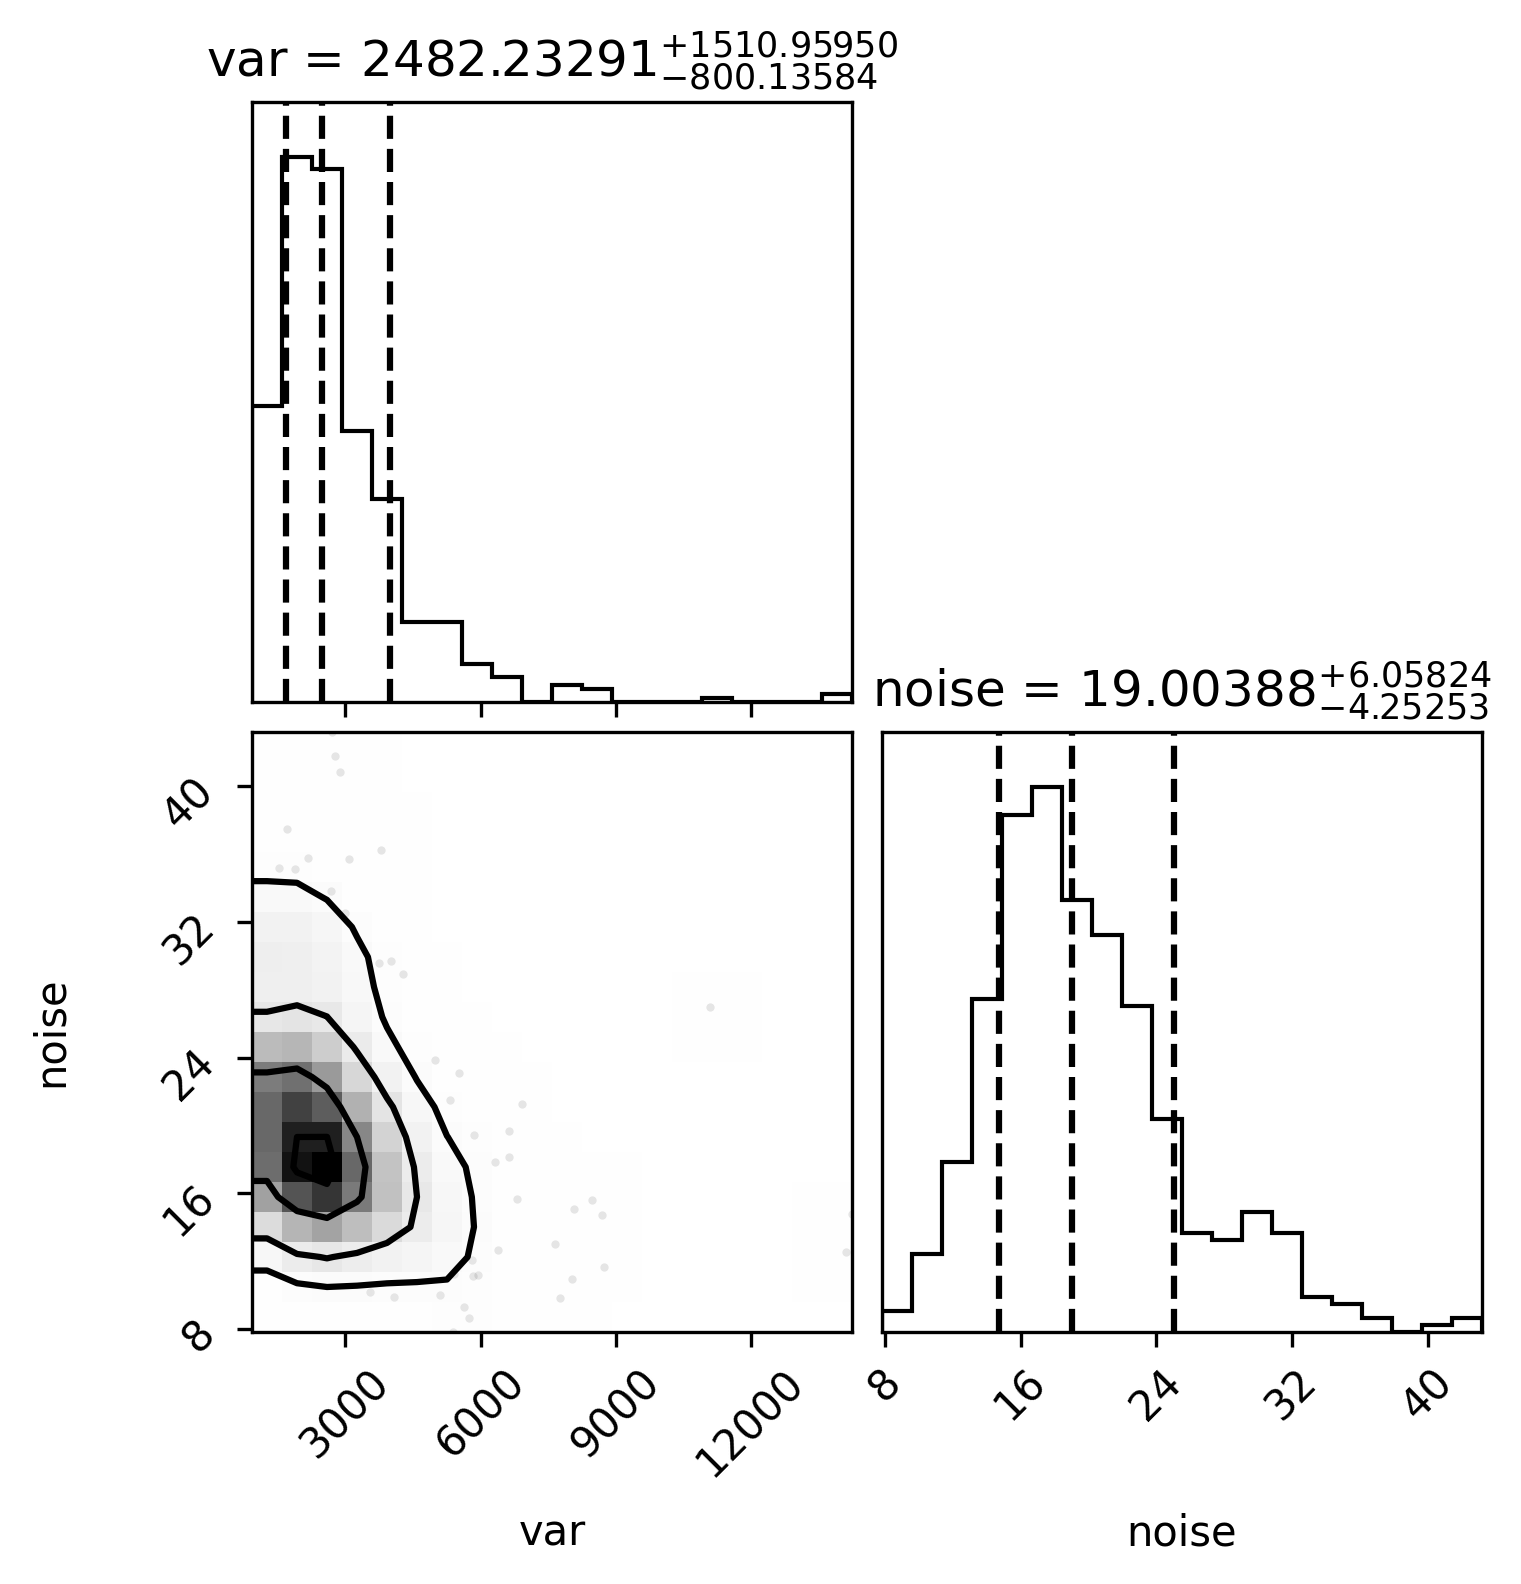 var = 2482.23291+1510.95950−800.13584
noise = 19.00388+6.05824−4.25253
40
32
24
16
8
noise
3000
6000
9000
12000
var
8
16
24
32
40
noise